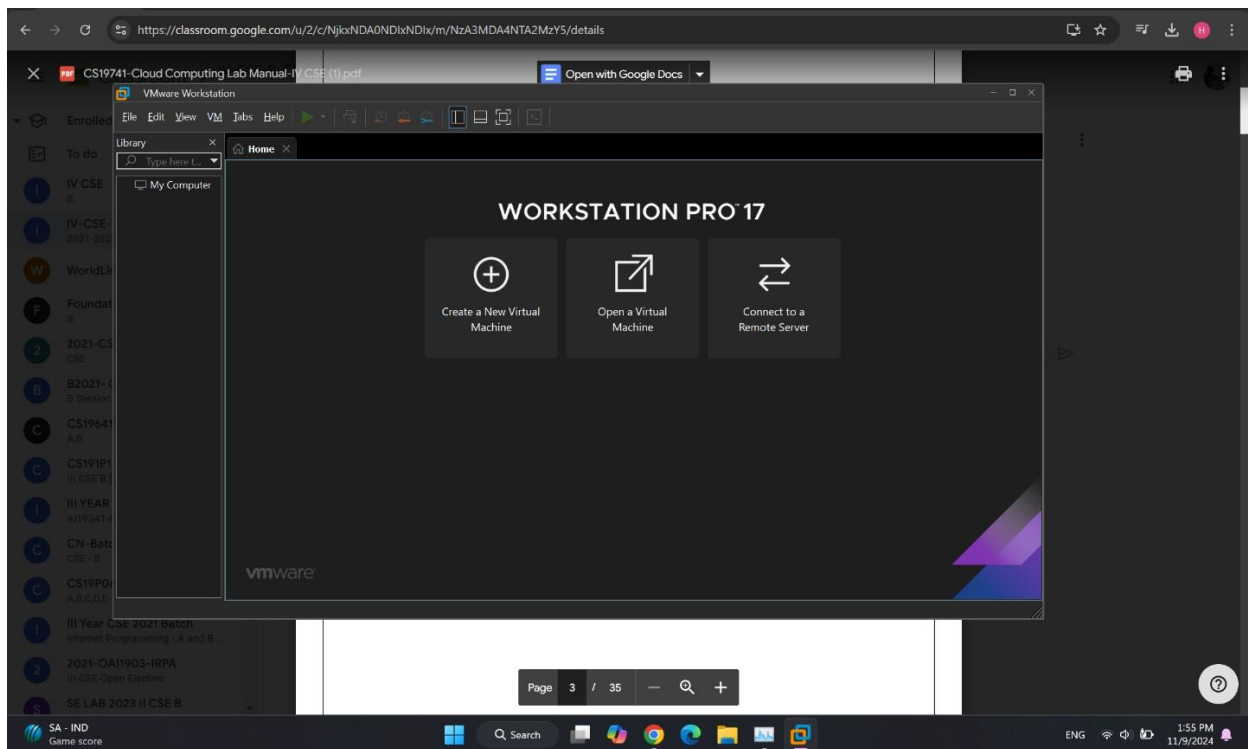 https://classroom.google.com/u/2/c/NjkxNDA0NDIxNDIx/m/NzA3MDA4NTA2MzY5/details
H
PDF CS19741-Cloud Computing Lab Manual-IV CSE (1).pdf
Open with Google Docs
VMware Workstation
File Edit View VM Tabs Help
Library
Home
Type here t...
My Computer
WORKSTATION PRO™ 17
Create a New Virtual
Machine
Open a Virtual
Machine
Connect to a
Remote Server
vmware
Enrolled
To do
I IV CSE
B
I IV-CSE-
2021-202
W WorldLin
F Foundat
B
2 2021-CS
CSE
B B2021- C
B Section
C CS19641
A,B
C CS191P1
III CSE B
I III YEAR
AI19341-
C CN-Batc
CSE - B
C CS19P0
A,B,C,D,E
I III Year CSE 2021 Batch
Internet Programming - A and B ...
2 2021-OAI1903-IRPA
III-CSE-Open Elective
S SE LAB 2023 II CSE B
Page 3 / 35
SA - IND
Game score
Search
ENG
1:55 PM
11/9/2024